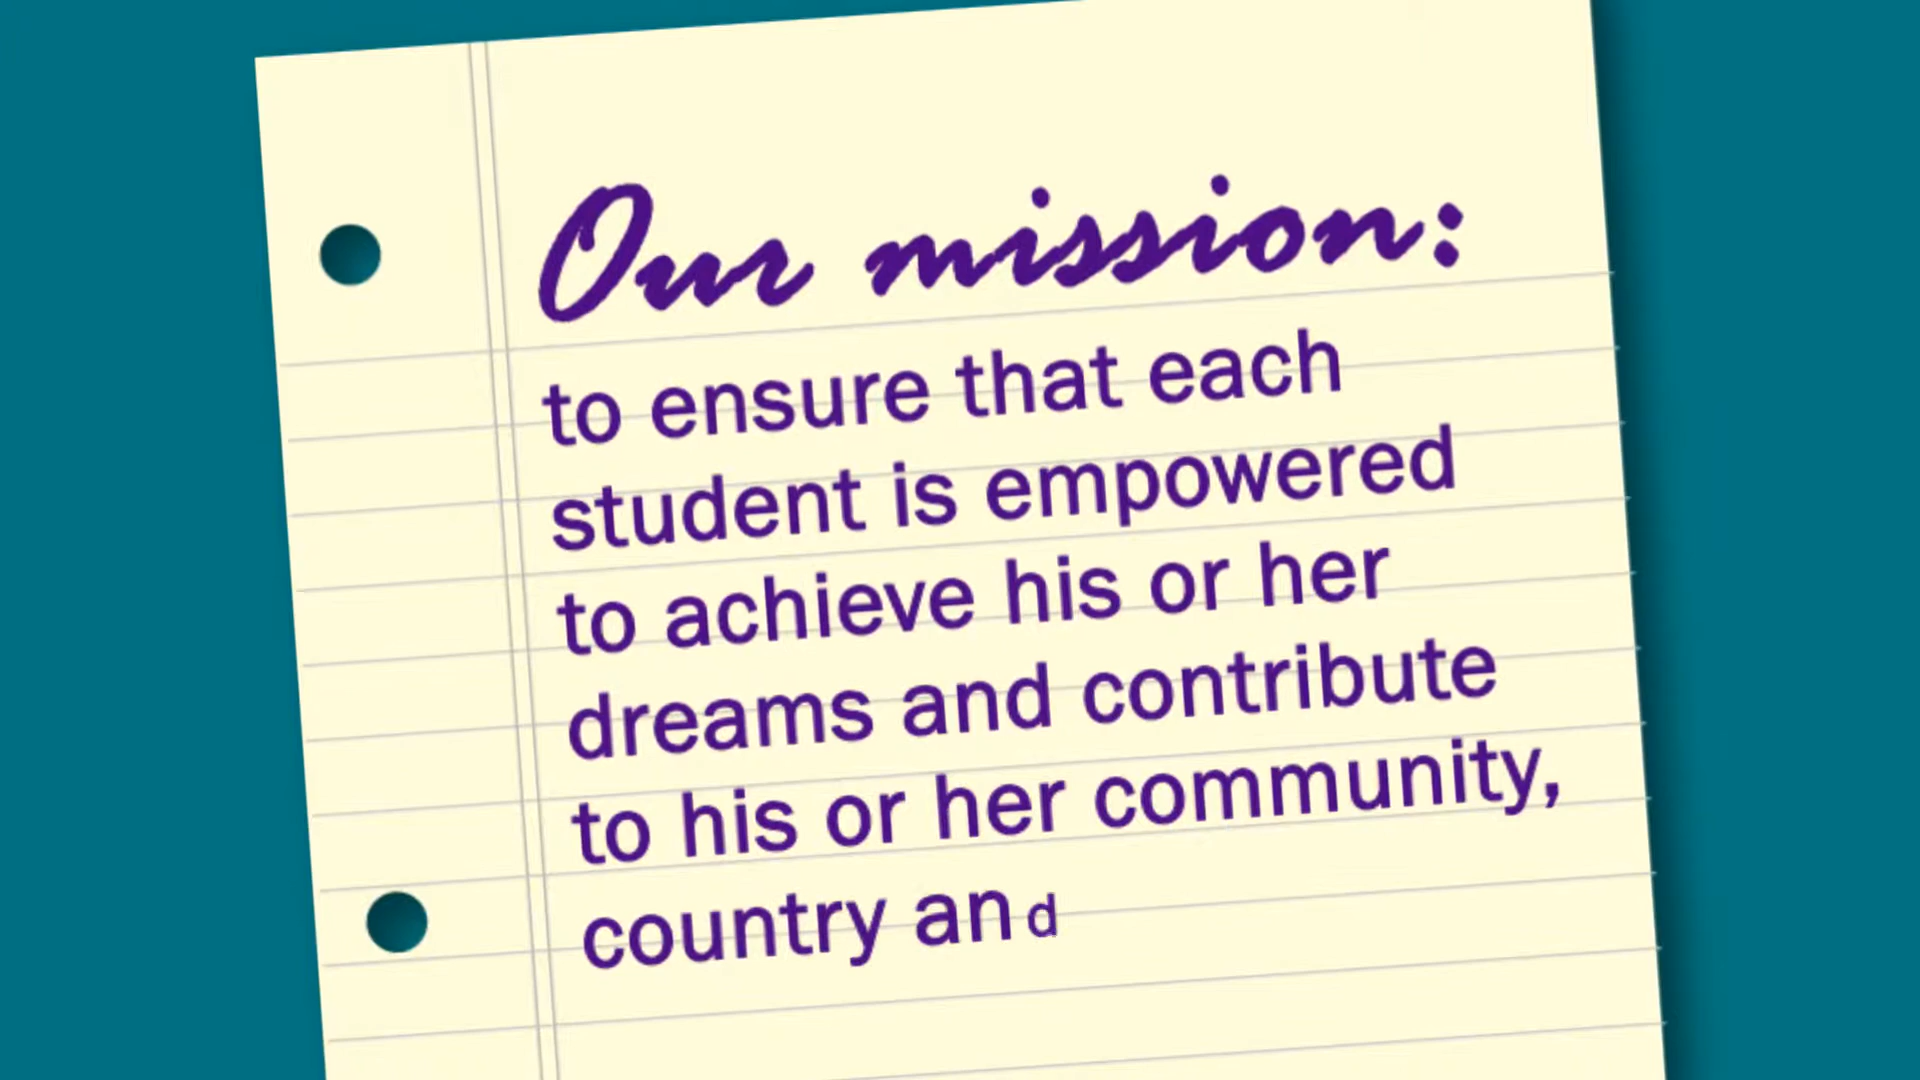 Our mission:
to ensure that each
student is empowered
to achieve his or her
dreams and contribute
to his or her community,
country and